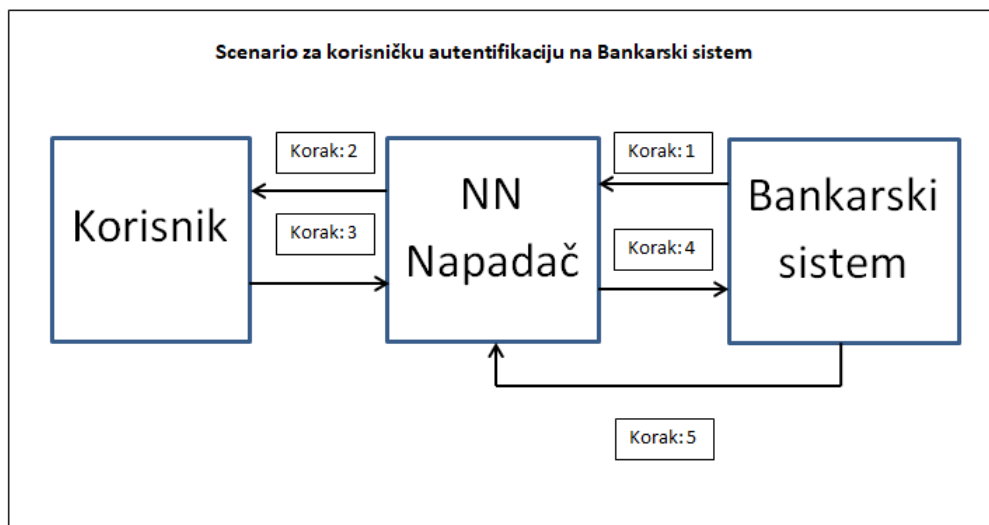 Scenario za korisničku autentifikaciju na Bankarski sistem
Korak: 2
Korak: 1
Korisnik
NN
Napadač
Bankarski
sistem
Korak: 3
Korak: 4
Korak: 5